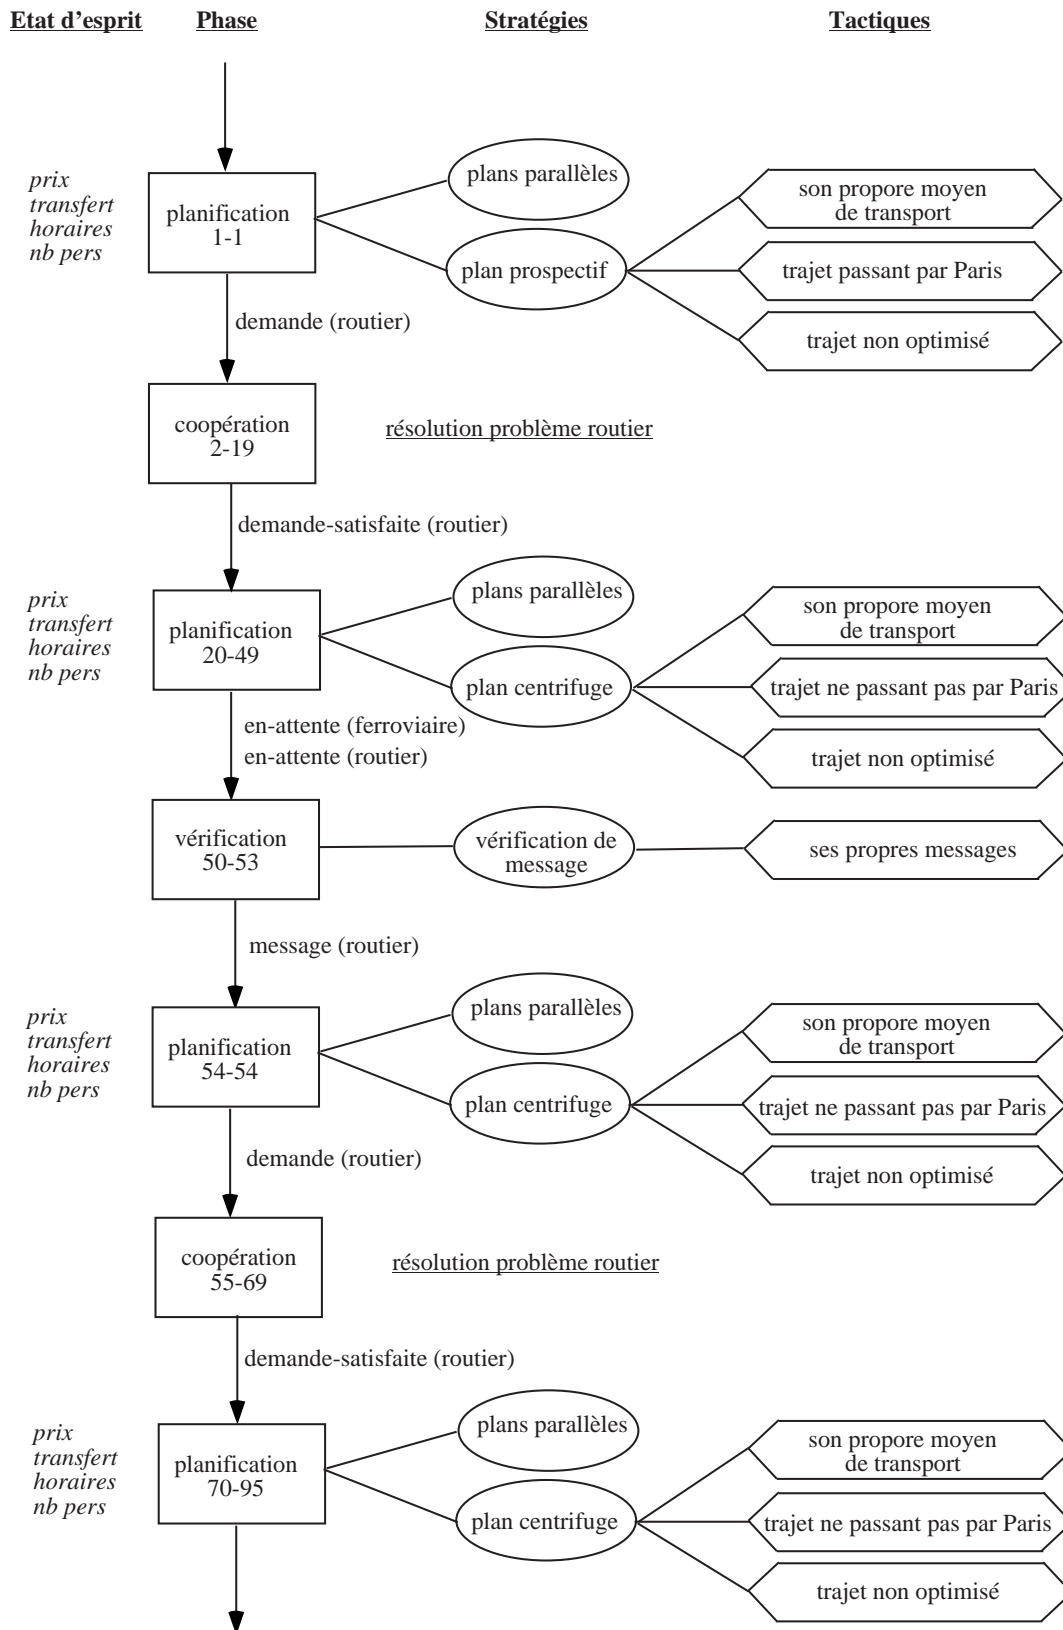 Etat d'esprit Phase Stratégies Tactiques
prix
transfert
horaires
nb pers
planification
1-1
plans parallèles
plan prospectif
son propore moyen
de transport
trajet passant par Paris
trajet non optimisé
demande (routier)
coopération
2-19
résolution problème routier
demande-satisfaite (routier)
prix
transfert
horaires
nb pers
planification
20-49
plans parallèles
plan centrifuge
son propore moyen
de transport
trajet ne passant pas par Paris
trajet non optimisé
en-attente (ferroviaire)
en-attente (routier)
vérification
50-53
vérification de
message
ses propres messages
message (routier)
prix
transfert
horaires
nb pers
planification
54-54
plans parallèles
plan centrifuge
son propore moyen
de transport
trajet ne passant pas par Paris
trajet non optimisé
demande (routier)
coopération
55-69
résolution problème routier
demande-satisfaite (routier)
prix
transfert
horaires
nb pers
planification
70-95
plans parallèles
plan centrifuge
son propore moyen
de transport
trajet ne passant pas par Paris
trajet non optimisé